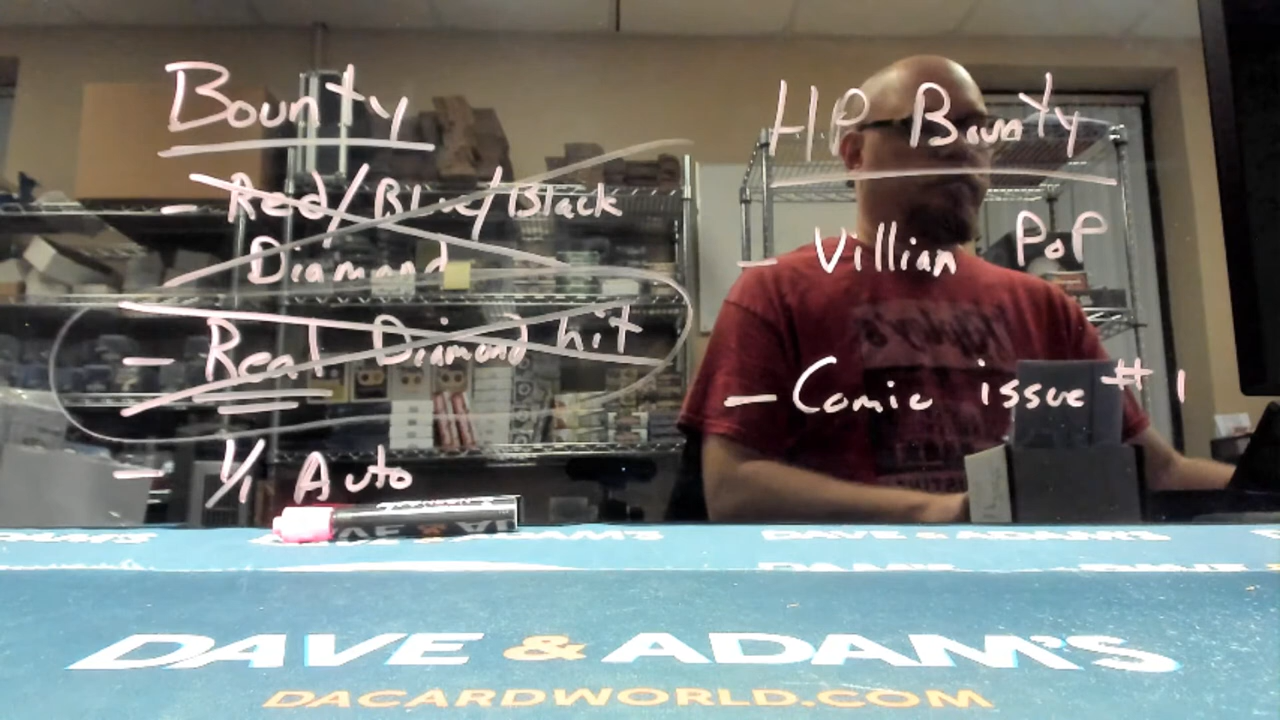 Bounty
- Red/Blue/Black
Diamond
- Real Diamond hit
- 1/1 Auto
HP Bounty
- Villian PoP
- Comic issue #1
DAVE & ADAM'S
DAVE & ADAM'S
DACARDWORLD.COM